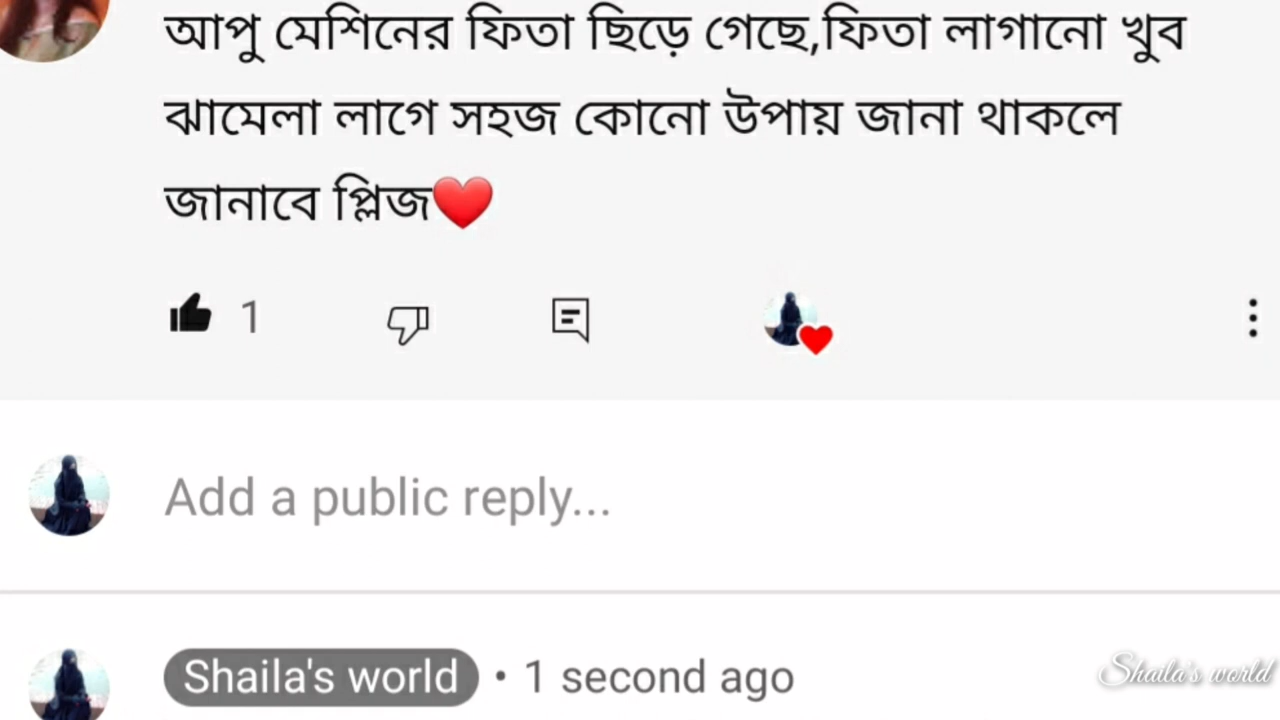 আপু মেশিনের ফিতা ছিড়ে গেছে,ফিতা লাগানো খুব
ঝামেলা লাগে সহজ কোনো উপায় জানা থাকলে
জানাবে প্লিজ❤️
1
Add a public reply...
Shaila's world • 1 second ago
Shaila's world